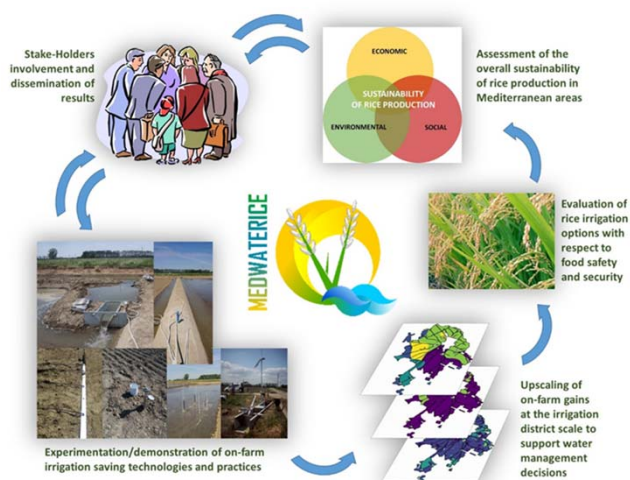 Stake-Holders
involvement and
dissemination of
results
ECONOMIC
SUSTAINABILITY
OF RICE PRODUCTION
ENVIRONMENTAL
SOCIAL
Assessment of the
overall sustainability
of rice production in
Mediterranean areas
MEDWATERICE
Evaluation of
rice irrigation
options with
respect to
food safety
and security
Experimentation/demonstration of on-farm
irrigation saving technologies and practices
Upscaling of
on-farm gains
at the irrigation
district scale to
support water
management
decisions